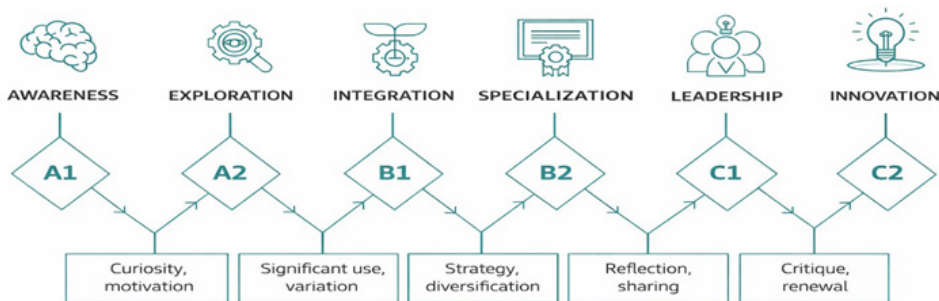 AWARENESS EXPLORATION INTEGRATION SPECIALIZATION LEADERSHIP INNOVATION
A1 A2 B1 B2 C1 C2
Curiosity, Significant use, Strategy, Reflection, Critique,
motivation variation diversification sharing renewal